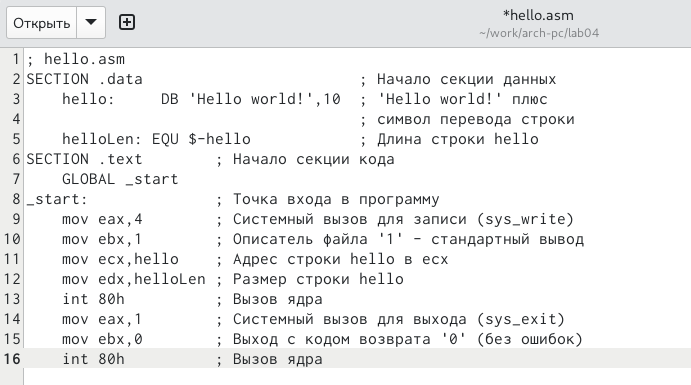 Открыть
*hello.asm
~/work/arch-pc/lab04
1 ; hello.asm
2 SECTION .data                        ; Начало секции данных
3     hello:     DB 'Hello world!',10  ; 'Hello world!' плюс
4                                      ; символ перевода строки
5     helloLen: EQU $-hello            ; Длина строки hello
6 SECTION .text        ; Начало секции кода
7     GLOBAL _start
8 _start:              ; Точка входа в программу
9     mov eax,4        ; Системный вызов для записи (sys_write)
10     mov ebx,1        ; Описатель файла '1' - стандартный вывод
11     mov ecx,hello    ; Адрес строки hello в ecx
12     mov edx,helloLen ; Размер строки hello
13     int 80h          ; Вызов ядра
14     mov eax,1        ; Системный вызов для выхода (sys_exit)
15     mov ebx,0        ; Выход с кодом возврата '0' (без ошибок)
16     int 80h          ; Вызов ядра